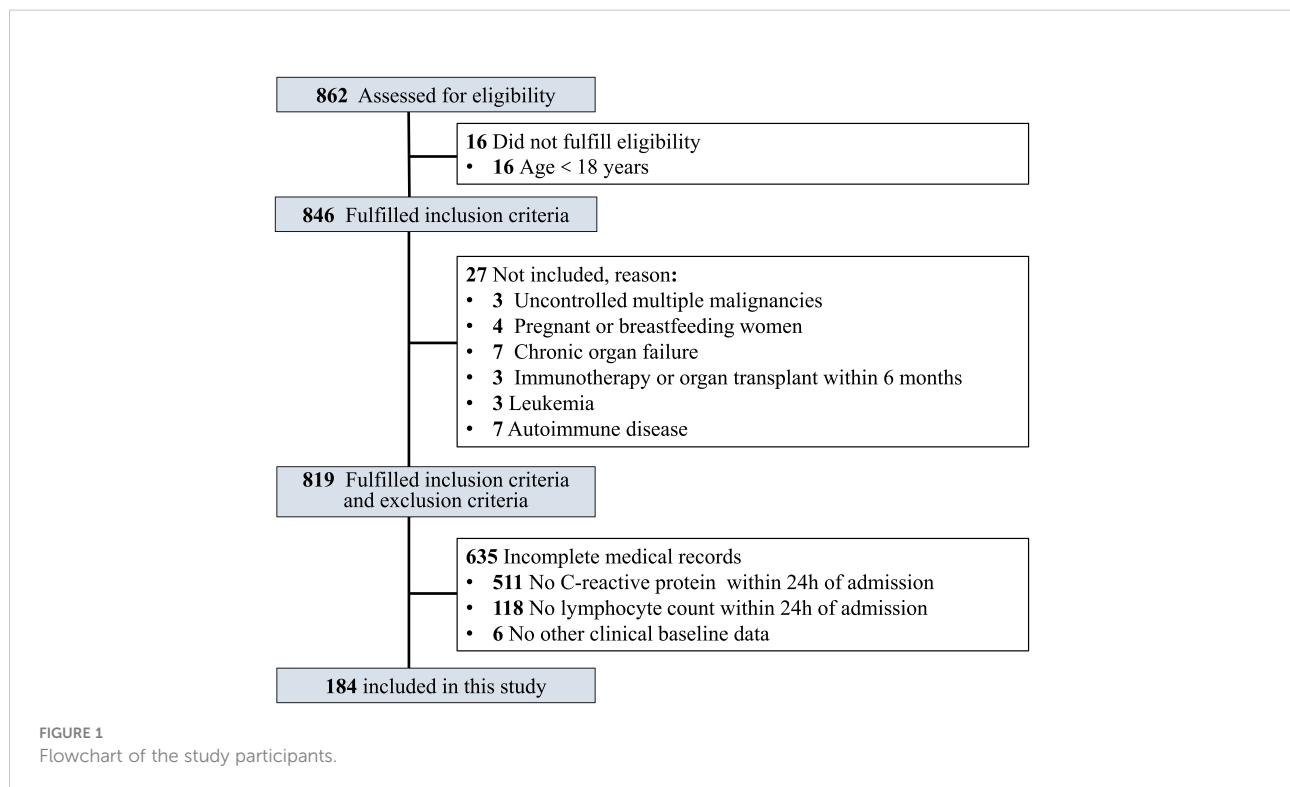 862 Assessed for eligibility
16 Did not fulfill eligibility
• 16 Age < 18 years
846 Fulfilled inclusion criteria
27 Not included, reason:
• 3 Uncontrolled multiple malignancies
• 4 Pregnant or breastfeeding women
• 7 Chronic organ failure
• 3 Immunotherapy or organ transplant within 6 months
• 3 Leukemia
• 7 Autoimmune disease
819 Fulfilled inclusion criteria
and exclusion criteria
635 Incomplete medical records
• 511 No C-reactive protein within 24h of admission
• 118 No lymphocyte count within 24h of admission
• 6 No other clinical baseline data
184 included in this study
FIGURE 1
Flowchart of the study participants.